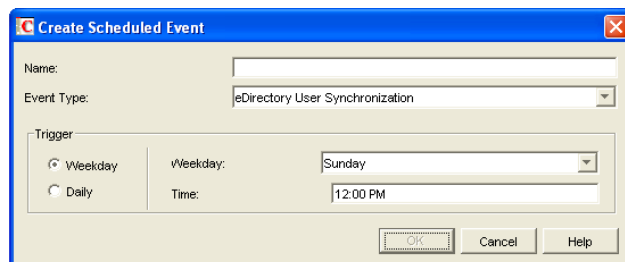 Create Scheduled Event
Name:
Event Type: eDirectory User Synchronization
Trigger
Weekday Weekday: Sunday
Daily Time: 12:00 PM
OK Cancel Help